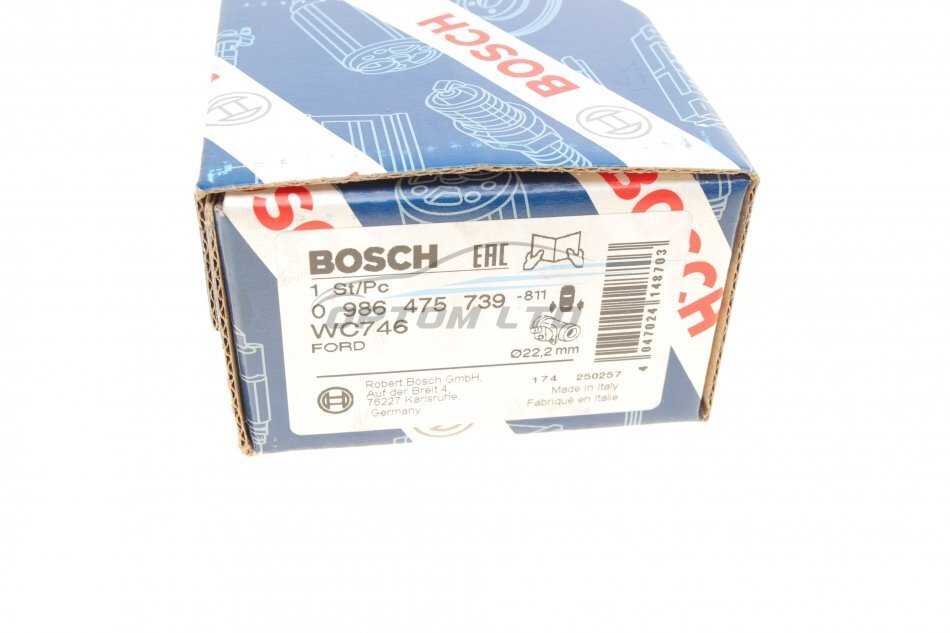 BOSCH
BOSCH
BOSCH EAC
1 St/Pc
0 986 475 739 -811
OPTOM LTD
WC746
FORD
Ø22,2 mm
4 047024 148703
174 250257
Robert Bosch GmbH,
Auf der Breit 4,
76227 Karlsruhe,
Germany
Made in Italy
Fabriqué en Italie
SC
BOSCH